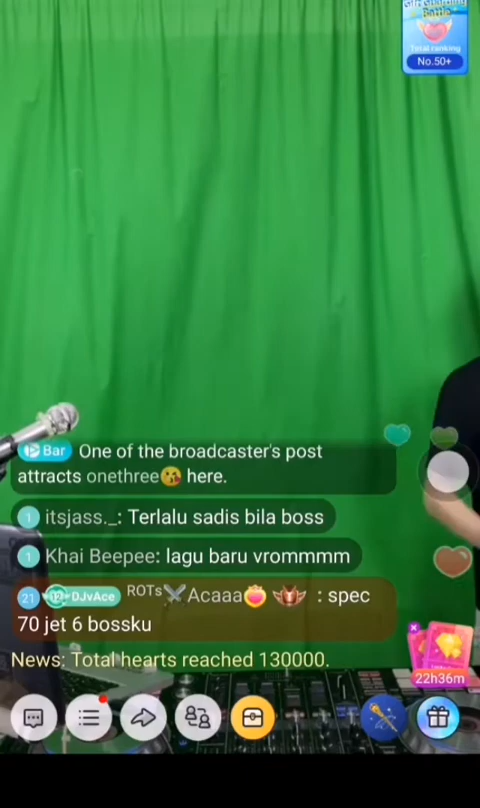 Gift Guarding
Battle
Total ranking
No.50+
Bar One of the broadcaster's post
attracts onethree😘 here.
1 itsjass._: Terlalu sadis bila boss
1 Khai Beepee: lagu baru vrommmm
21 DJvAce ROTs⚔Acaaa : spec
70 jet 6 bossku
News: Total hearts reached 130000.
22h36m